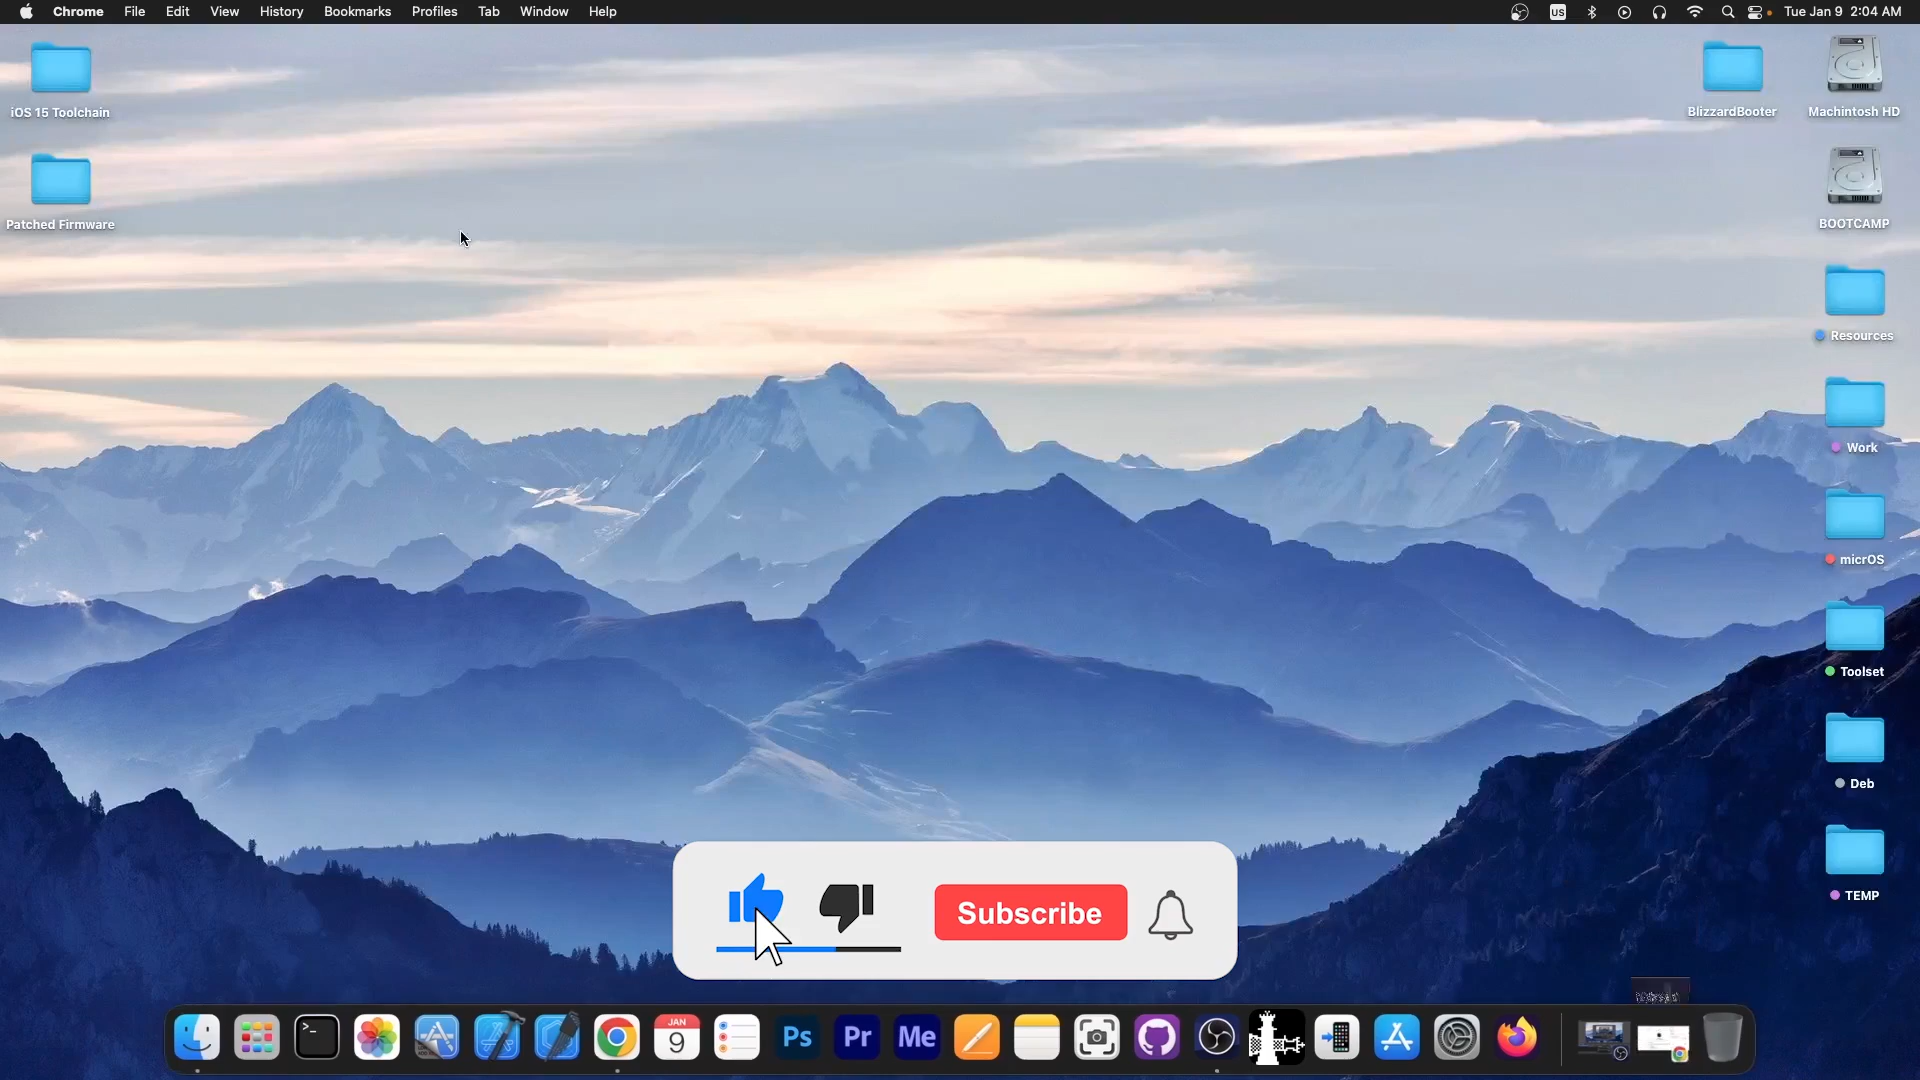 Chrome File Edit View History Bookmarks Profiles Tab Window Help
US
Tue Jan 9 2:04 AM
iOS 15 Toolchain
Patched Firmware
BlizzardBooter
Machintosh HD
BOOTCAMP
Resources
Work
micrOS
Toolset
Deb
TEMP
Subscribe
>_
JAN
9
Ps
Pr
Me